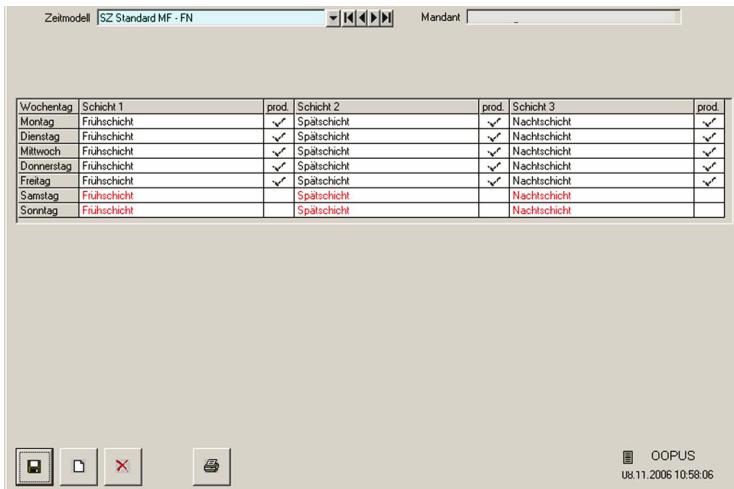 Zeitmodell SZ Standard MF - FN Mandant
Wochentag Schicht 1 prod. Schicht 2 prod. Schicht 3 prod.
Montag Frühschicht Spätschicht Nachtschicht
Dienstag Frühschicht Spätschicht Nachtschicht
Mittwoch Frühschicht Spätschicht Nachtschicht
Donnerstag Frühschicht Spätschicht Nachtschicht
Freitag Frühschicht Spätschicht Nachtschicht
Samstag Frühschicht Spätschicht Nachtschicht
Sonntag Frühschicht Spätschicht Nachtschicht
OOPUS
08.11.2006 10:58:06